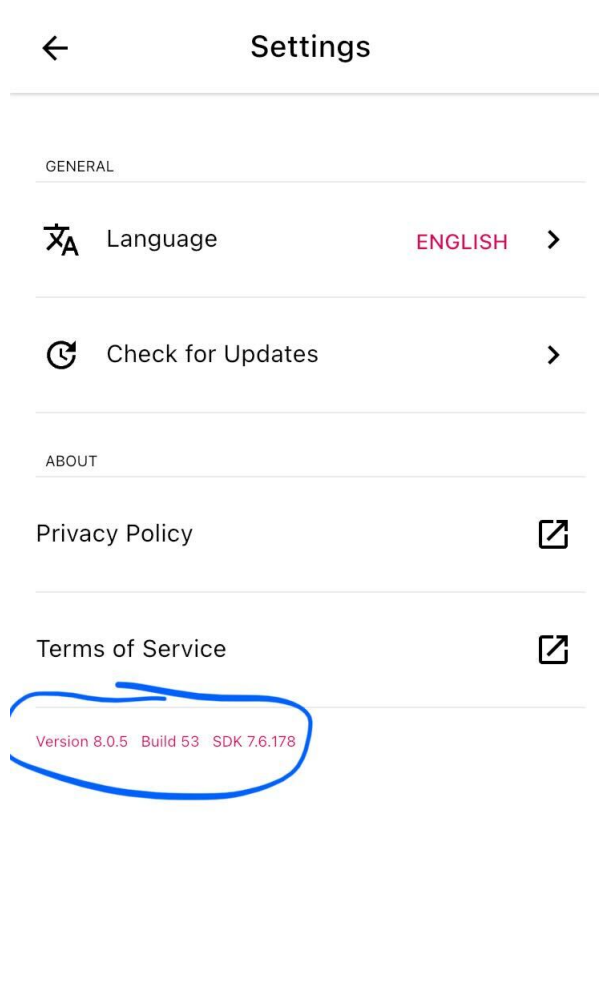 Settings
GENERAL
Language ENGLISH
Check for Updates
ABOUT
Privacy Policy
Terms of Service
Version 8.0.5 Build 53 SDK 7.6.178